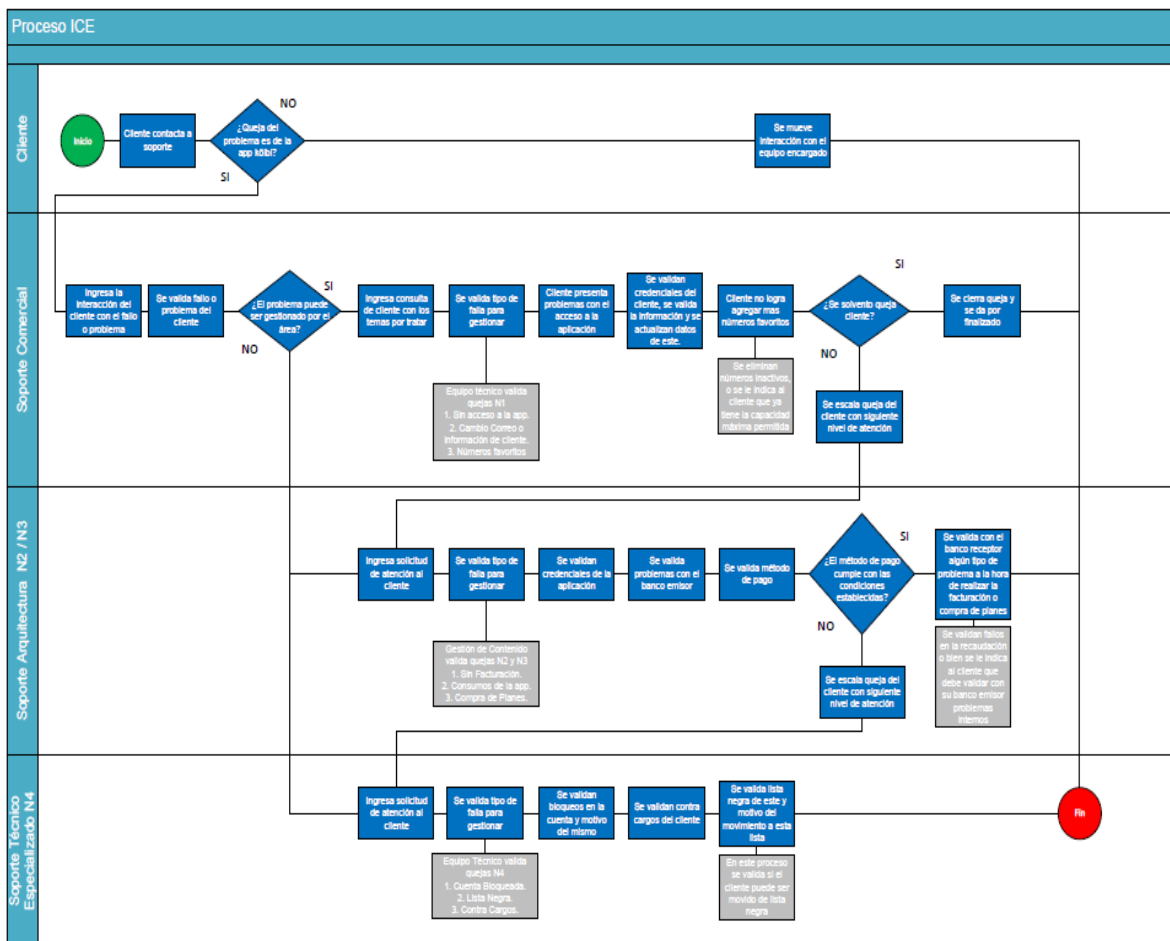 Proceso ICE
Cliente
Inicio
Cliente contacta a
soporte
¿Queja del
problema es de la
app kölbi?
NO
SI
Se mueve
interacción con el
equipo encargado
Soporte Comercial
Ingresa la
interacción del
cliente con el fallo
o problema
Se valida fallo o
problema del
cliente
¿El problema puede
ser gestionado por el
área?
SI
NO
Ingresa consulta
de cliente con los
temas por tratar
Se valida tipo de
falla para
gestionar
Equipo técnico valida
quejas N1
1. Sin acceso a la app.
2. Cambio Correo o
información de cliente.
3. Números favoritos
Cliente presenta
problemas con el
acceso a la
aplicación
Se validan
credenciales del
cliente, se valida
la información y se
actualizan datos
de este.
Cliente no logra
agregar mas
números favoritos
Se eliminan
números inactivos,
o se le indica al
cliente que ya
tiene la capacidad
máxima permitida
¿Se solvento queja
cliente?
SI
NO
Se cierra queja y
se da por
finalizado
Se escala queja del
cliente con siguiente
nivel de atención
Soporte Arquitectura N2 / N3
Ingresa solicitud
de atención al
cliente
Se valida tipo de
falla para
gestionar
Gestión de Contenido
valida quejas N2 y N3
1. Sin Facturación.
2. Consumos de la app.
3. Compra de Planes.
Se validan
credenciales de la
aplicación
Se valida
problemas con el
banco emisor
Se valida método
de pago
¿El método de pago
cumple con las
condiciones
establecidas?
SI
NO
Se valida con el
banco receptor
algún tipo de
problema a la hora
de realizar la
facturación o
compra de planes
Se validan fallos
en la recaudación
o bien se le indica
al cliente que
debe validar con
su banco emisor
problemas
internos
Se escala queja del
cliente con siguiente
nivel de atención
Soporte Técnico
Especializado N4
Ingresa solicitud
de atención al
cliente
Se valida tipo de
falla para
gestionar
Equipo Técnico valida
quejas N4
1. Cuenta Bloqueada.
2. Lista Negra.
3. Contra Cargos.
Se validan
bloqueos en la
cuenta y motivo
del mismo
Se validan contra
cargos del cliente
Se valida lista
negra de este y
motivo del
movimiento a esta
lista
En este proceso
se valida si el
cliente puede ser
movido de lista
negra
Fin